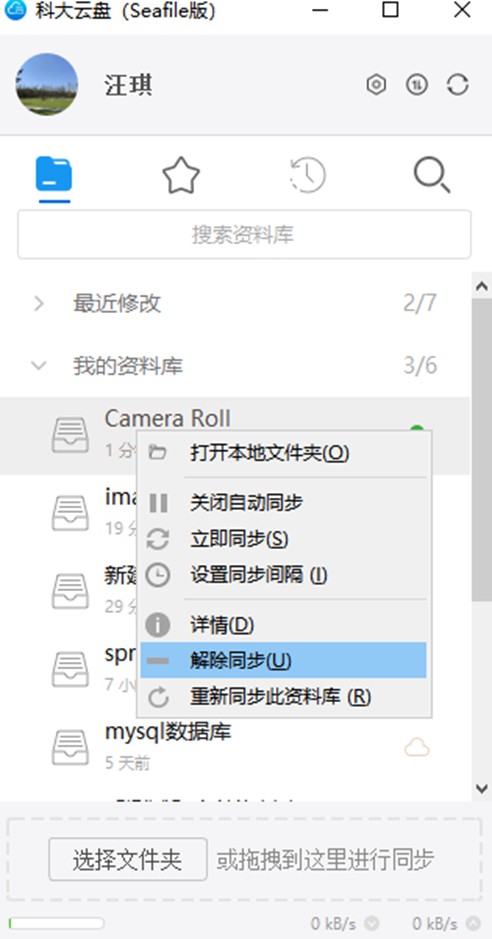 科大云盘（Seafile版）
汪琪
搜索资料库
最近修改 2/7
我的资料库 3/6
Camera Roll
1 分
打开本地文件夹(O)
关闭自动同步
立即同步(S)
设置同步间隔 (I)
详情(D)
解除同步(U)
重新同步此资料库 (R)
ima
19 分
新建
29 分
spr
7 小
mysql数据库
5 天前
选择文件夹 或拖拽到这里进行同步
0 kB/s 0 kB/s